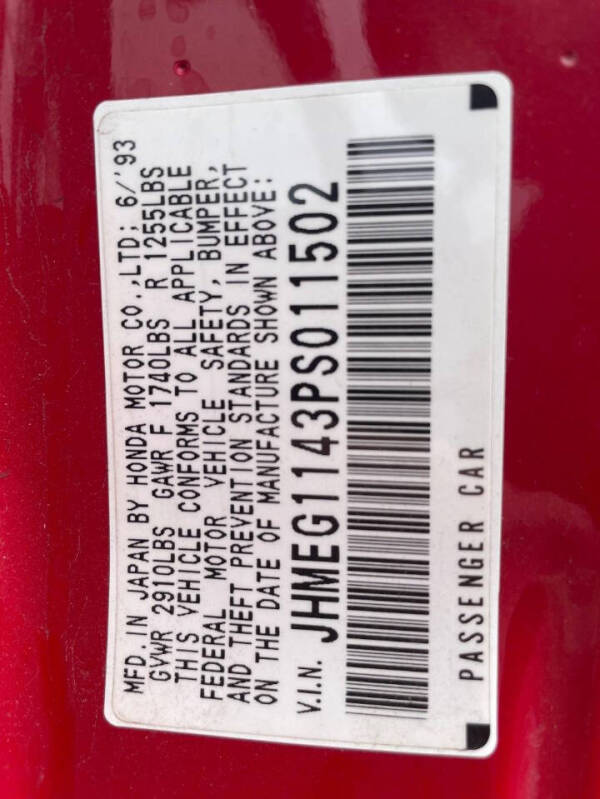 MFD. IN JAPAN BY HONDA MOTOR CO.,LTD; 6/'93
GVWR 2910LBS GAWR F 1740LBS R 1255LBS
THIS VEHICLE CONFORMS TO ALL APPLICABLE
FEDERAL MOTOR VEHICLE SAFETY, BUMPER,
AND THEFT PREVENTION STANDARDS IN EFFECT
ON THE DATE OF MANUFACTURE SHOWN ABOVE:
V.I.N. JHMEG1143PS011502
PASSENGER CAR